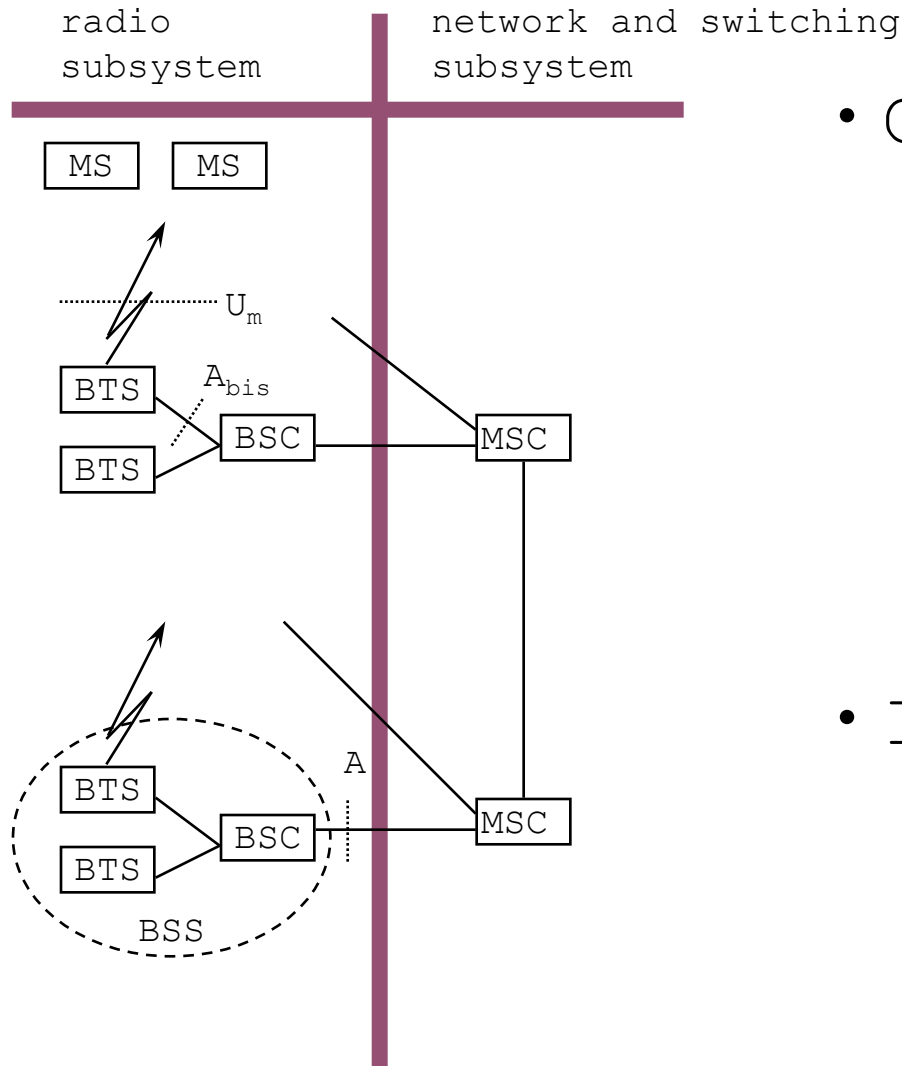 radio
subsystem
network and switching
subsystem
MS MS
Um
Abis
BTS
BSC
MSC
BTS
A
BTS
BSC
MSC
BTS
BSS